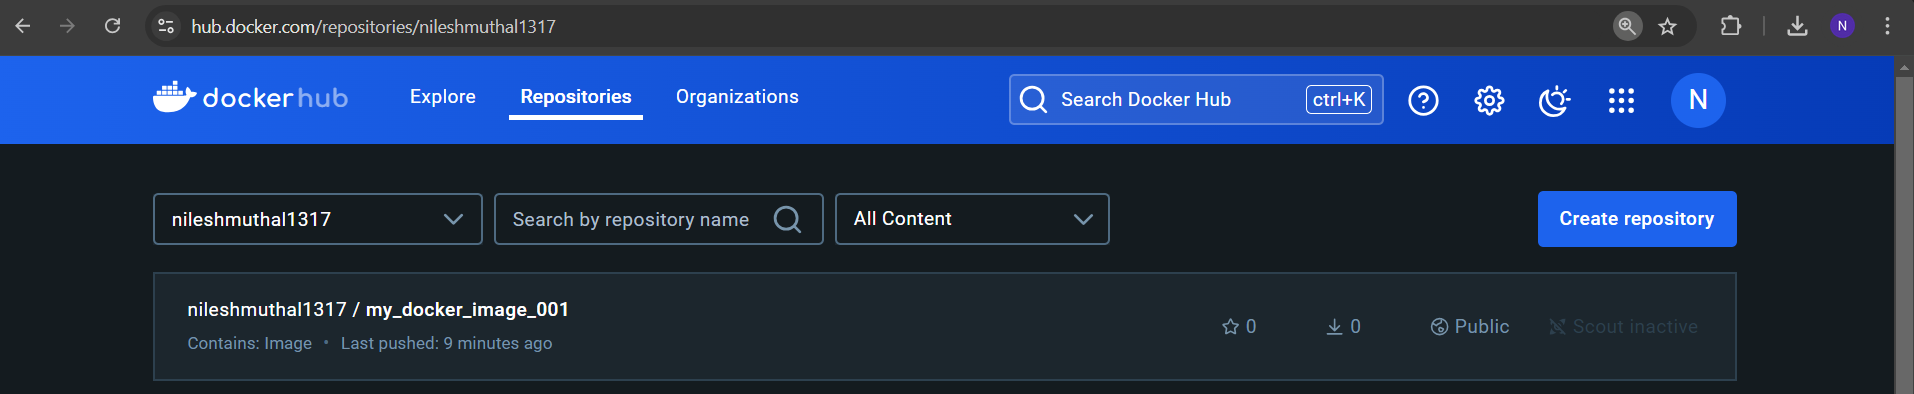 hub.docker.com/repositories/nileshmuthal1317
N
docker hub
Explore
Repositories
Organizations
Search Docker Hub
ctrl+K
N
nileshmuthal1317
Search by repository name
All Content
Create repository
nileshmuthal1317 / my_docker_image_001
0
0
Public
Scout inactive
Contains: Image • Last pushed: 9 minutes ago